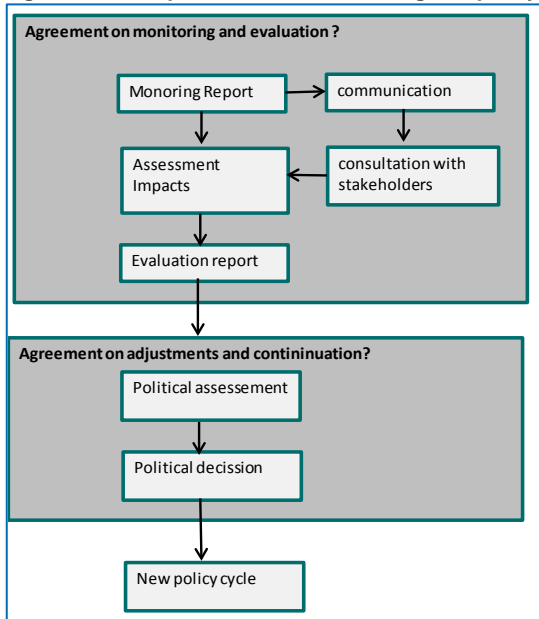 Agreement on monitoring and evaluation ?
Monoring Report
communication
Assessment
Impacts
consultation with
stakeholders
Evaluation report
Agreement on adjustments and contininuation?
Political assessement
Political decission
New policy cycle